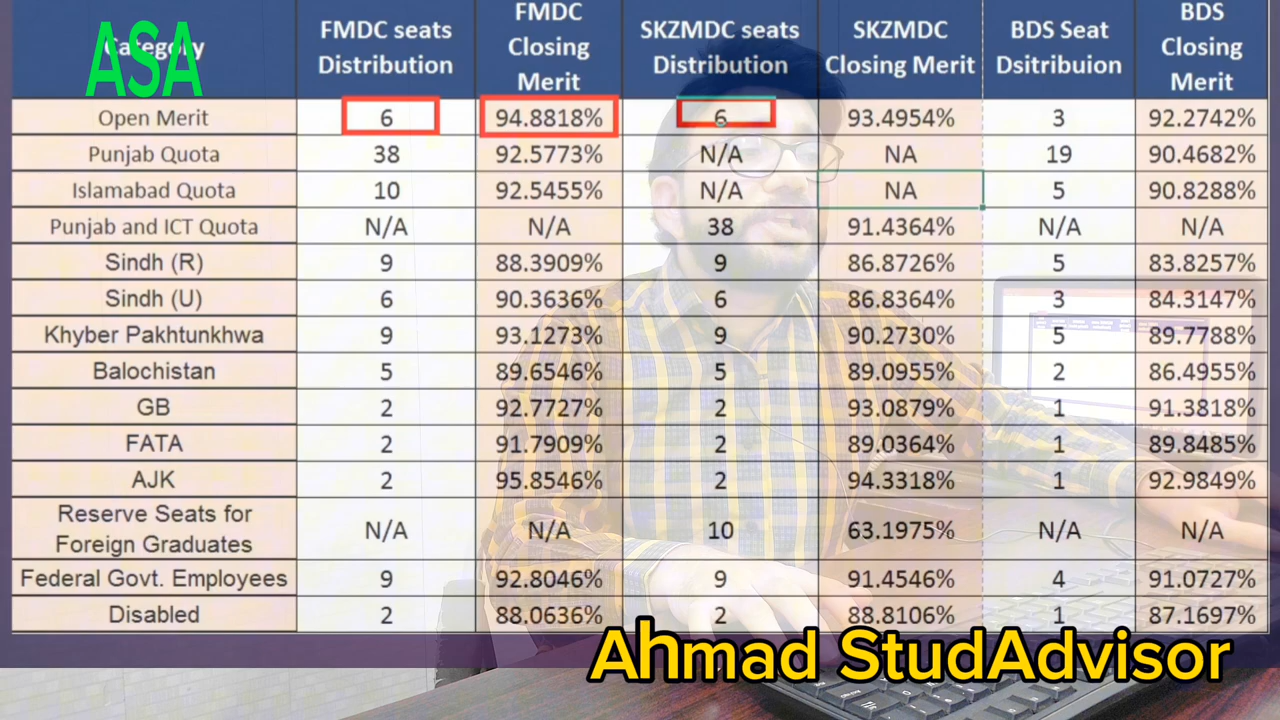 ASA
Category FMDC seats Distribution FMDC Closing Merit SKZMDC seats Distribution SKZMDC Closing Merit BDS Seat Dsitribuion BDS Closing Merit
Open Merit 6 94.8818% 6 93.4954% 3 92.2742%
Punjab Quota 38 92.5773% N/A NA 19 90.4682%
Islamabad Quota 10 92.5455% N/A NA 5 90.8288%
Punjab and ICT Quota N/A N/A 38 91.4364% N/A N/A
Sindh (R) 9 88.3909% 9 86.8726% 5 83.8257%
Sindh (U) 6 90.3636% 6 86.8364% 3 84.3147%
Khyber Pakhtunkhwa 9 93.1273% 9 90.2730% 5 89.7788%
Balochistan 5 89.6546% 5 89.0955% 2 86.4955%
GB 2 92.7727% 2 93.0879% 1 91.3818%
FATA 2 91.7909% 2 89.0364% 1 89.8485%
AJK 2 95.8546% 2 94.3318% 1 92.9849%
Reserve Seats for Foreign Graduates N/A N/A 10 63.1975% N/A N/A
Federal Govt. Employees 9 92.8046% 9 91.4546% 4 91.0727%
Disabled 2 88.0636% 2 88.8106% 1 87.1697%
Ahmad StudAdvisor